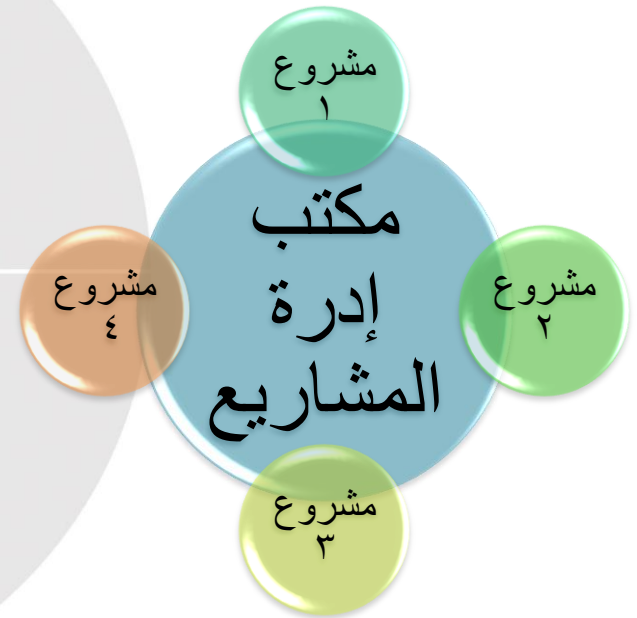 مشروع
١
مكتب
إدرة
المشاريع
مشروع
٢
مشروع
٣
مشروع
٤